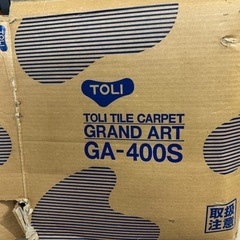 TOLI
TOLI TILE CARPET
GRAND ART
GA-400S
取扱
注意